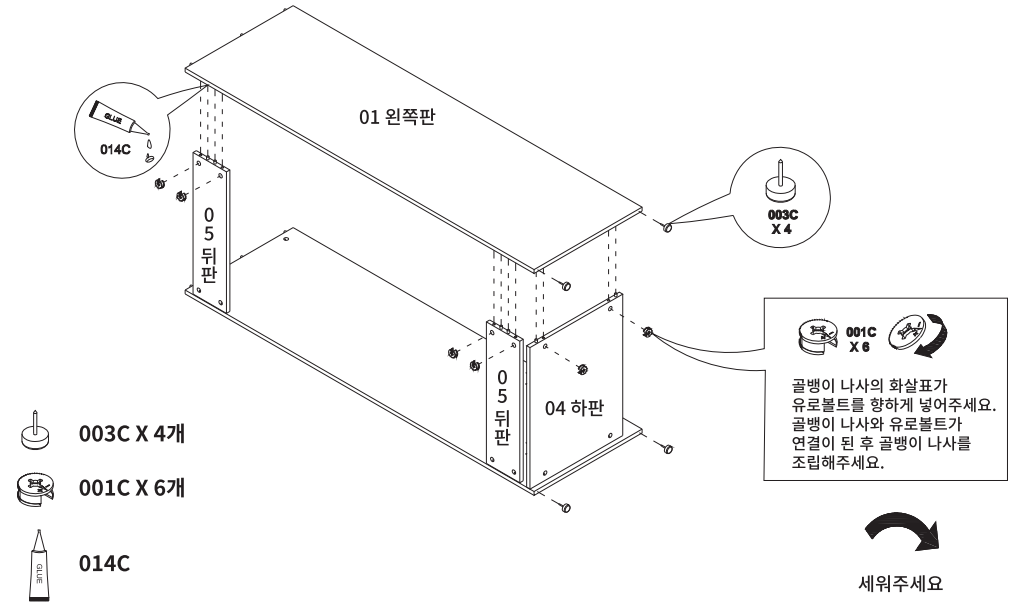 01 왼쪽판
GLUE
014C
003C
X 4
05 뒤판
001C
X 6
골뱅이 나사의 화살표가
유로볼트를 향하게 넣어주세요.
골뱅이 나사와 유로볼트가
연결이 된 후 골뱅이 나사를
조립해주세요.
05 뒤판
04 하판
003C X 4개
001C X 6개
GLUE
014C
세워주세요